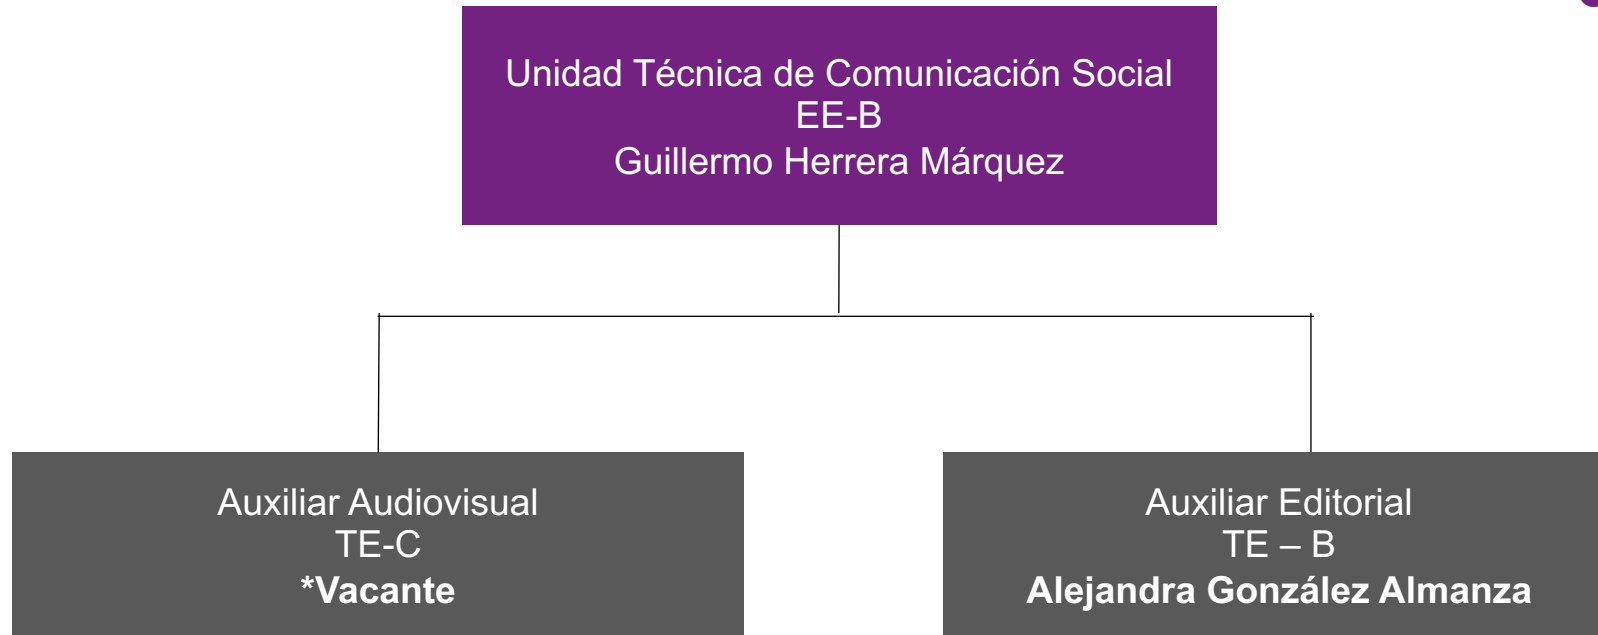 Unidad Técnica de Comunicación Social
EE-B
Guillermo Herrera Márquez
Auxiliar Audiovisual
TE-C
*Vacante
Auxiliar Editorial
TE – B
Alejandra González Almanza